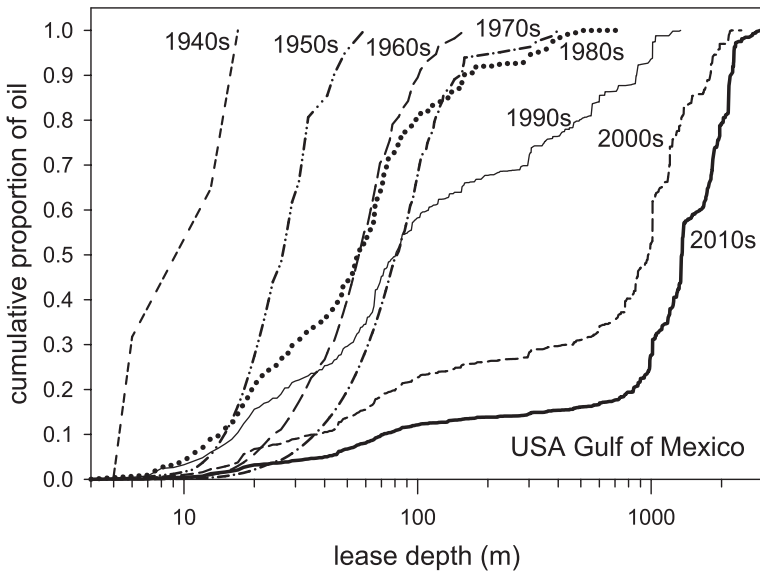 cumulative proportion of oil
1.0
0.9
0.8
0.7
0.6
0.5
0.4
0.3
0.2
0.1
0.0
1940s
1950s
1960s
1970s
1980s
1990s
2000s
2010s
USA Gulf of Mexico
10
100
1000
lease depth (m)